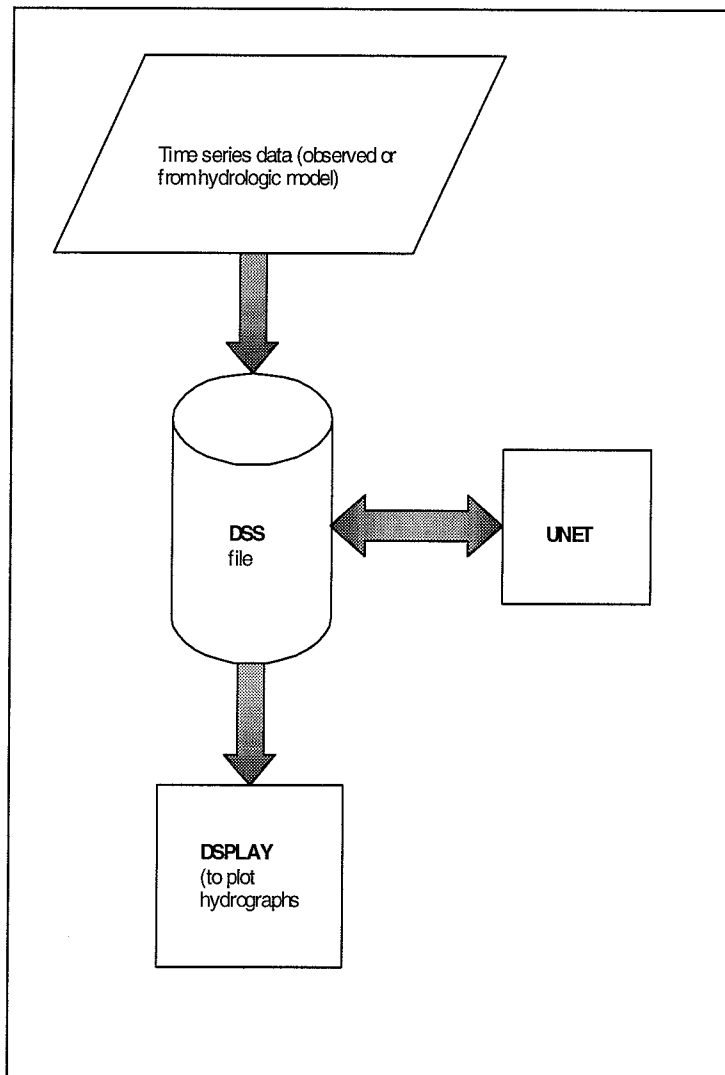 Time series data (observed or
from hydrologic model)
DSS
file
UNET
DSPLAY
(to plot
hydrographs